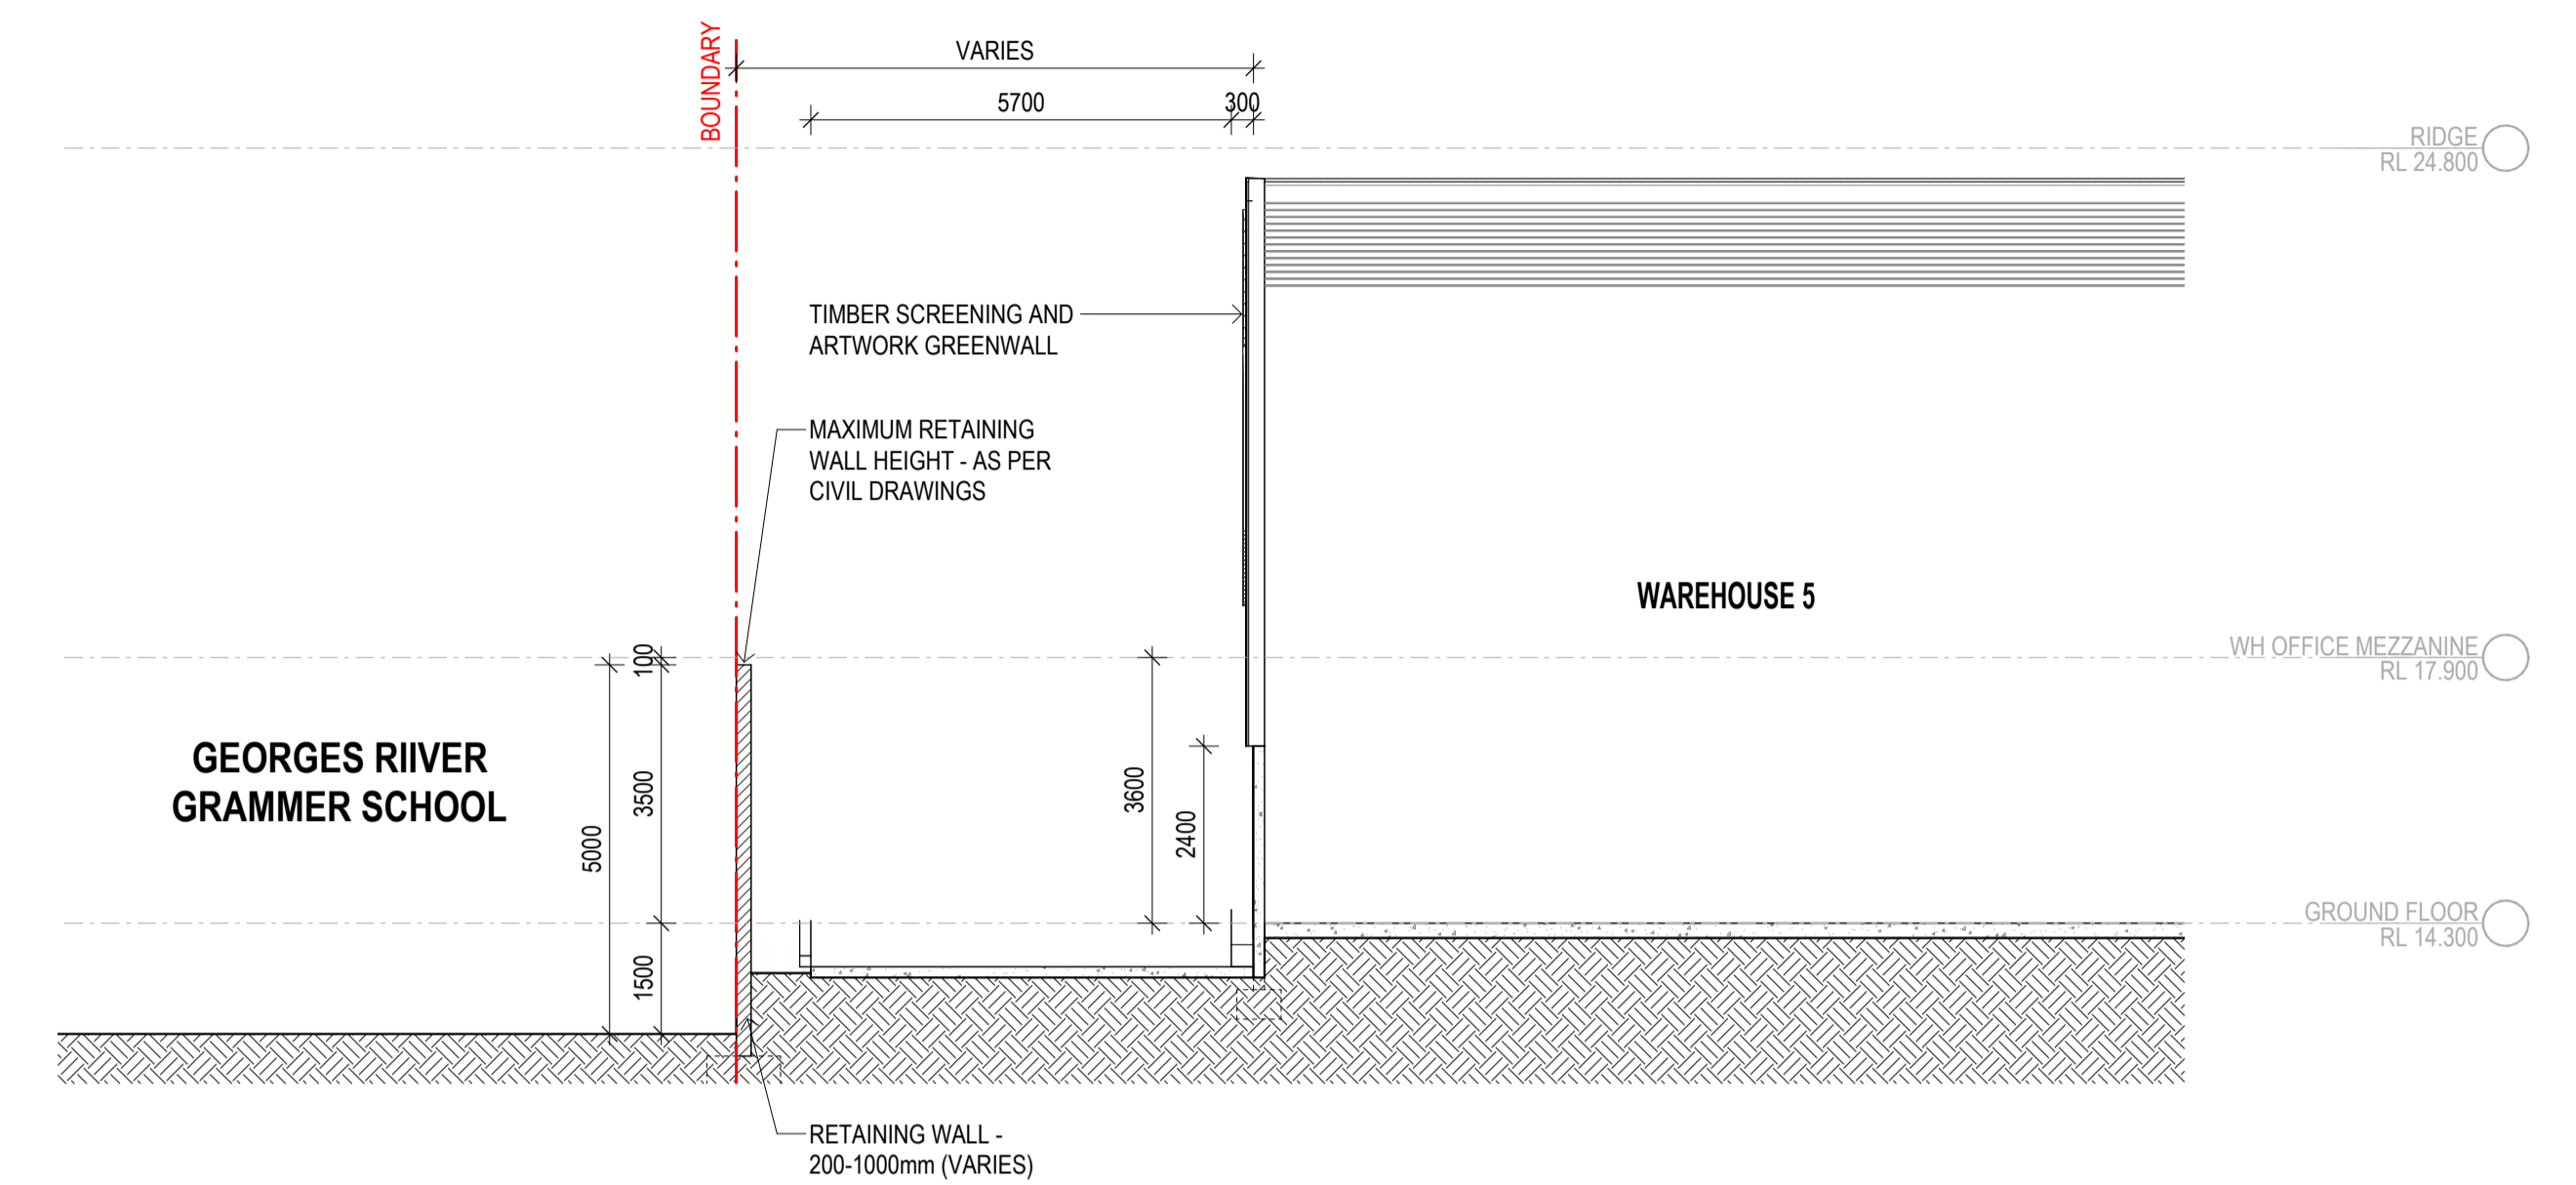 BOUNDARY
VARIES
5700
300
RIDGE
RL 24.800
TIMBER SCREENING AND
ARTWORK GREENWALL
MAXIMUM RETAINING
WALL HEIGHT - AS PER
CIVIL DRAWINGS
WAREHOUSE 5
WH OFFICE MEZZANINE
RL 17.900
100
GEORGES RIIVER
GRAMMER SCHOOL
5000
3500
3600
2400
GROUND FLOOR
RL 14.300
1500
RETAINING WALL -
200-1000mm (VARIES)